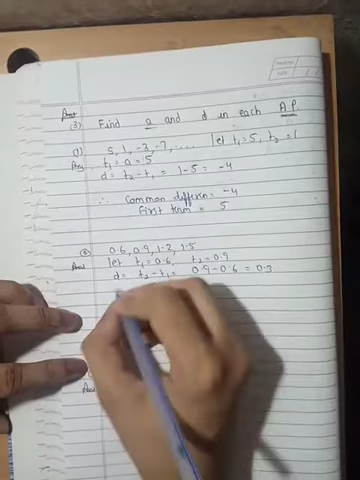 Ans
(3) Find a and d in each A.P.
(1) 5, 1, -3, -7, .... let t₁ = 5, t₂ = 1
Ans t₁ = a = 5
d = t₂ - t₁ = 1 - 5 = -4
∴ Common differen = -4
First term = 5
0.6, 0.9, 1.2, 1.5
Ans let t₁ = 0.6, t₂ = 0.9
d = t₂ - t₁ = 0.9 - 0.6 = 0.3
Ans